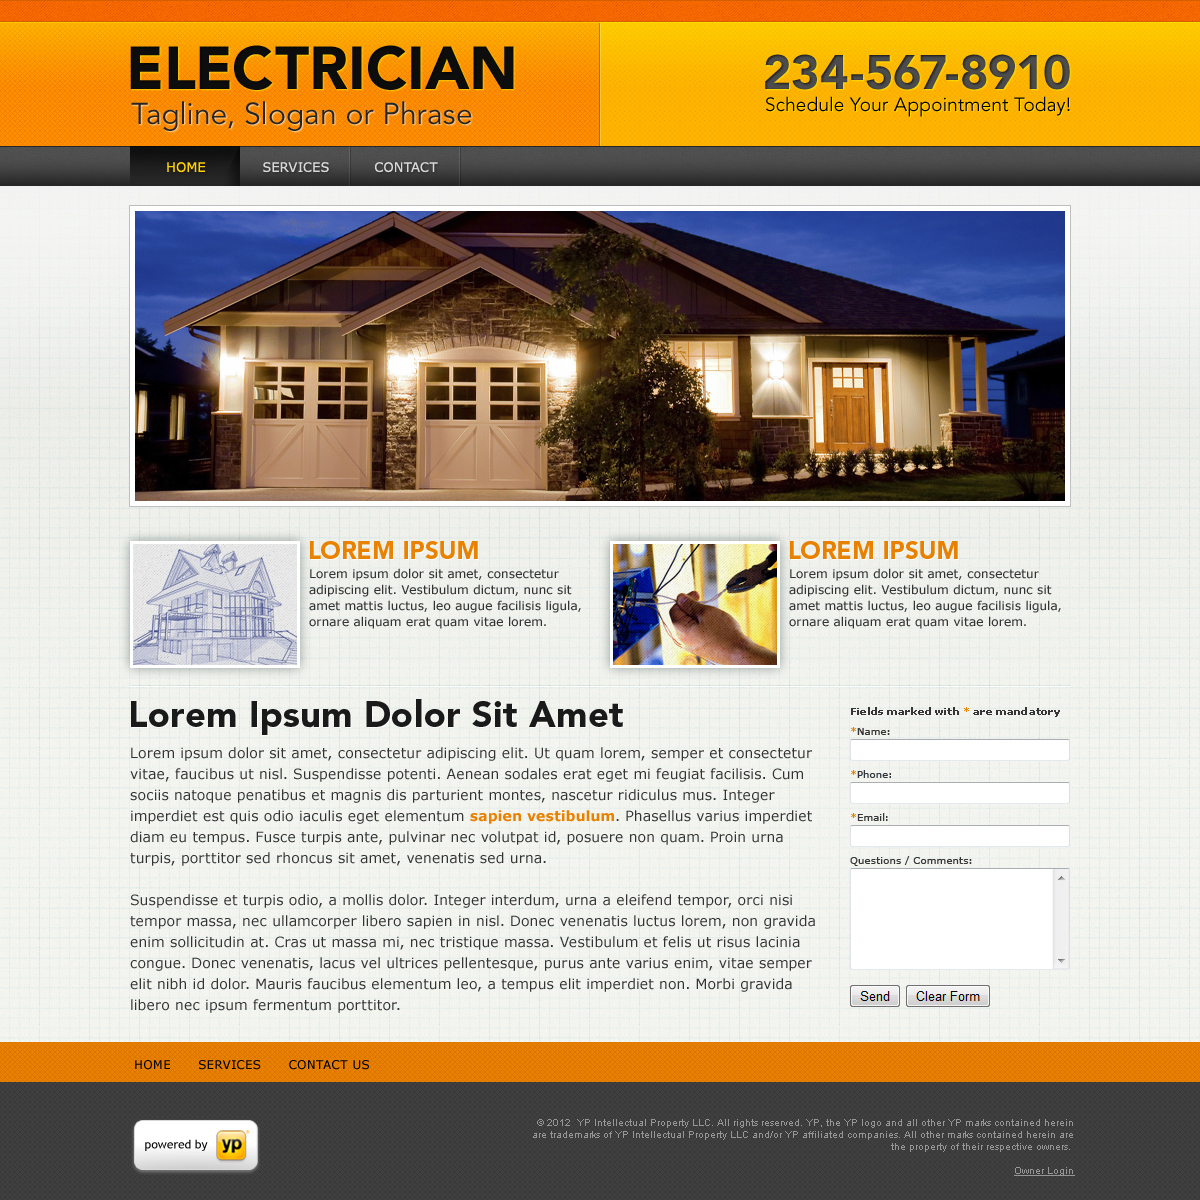 ELECTRICIAN
Tagline, Slogan or Phrase
234-567-8910
Schedule Your Appointment Today!
HOME
SERVICES
CONTACT
LOREM IPSUM
Lorem ipsum dolor sit amet, consectetur
adipiscing elit. Vestibulum dictum, nunc sit
amet mattis luctus, leo augue facilisis ligula,
ornare aliquam erat quam vitae lorem.
LOREM IPSUM
Lorem ipsum dolor sit amet, consectetur
adipiscing elit. Vestibulum dictum, nunc sit
amet mattis luctus, leo augue facilisis ligula,
ornare aliquam erat quam vitae lorem.
Lorem Ipsum Dolor Sit Amet
Lorem ipsum dolor sit amet, consectetur adipiscing elit. Ut quam lorem, semper et consectetur
vitae, faucibus ut nisl. Suspendisse potenti. Aenean sodales erat eget mi feugiat facilisis. Cum
sociis natoque penatibus et magnis dis parturient montes, nascetur ridiculus mus. Integer
imperdiet est quis odio iaculis eget elementum sapien vestibulum. Phasellus varius imperdiet
diam eu tempus. Fusce turpis ante, pulvinar nec volutpat id, posuere non quam. Proin urna
turpis, porttitor sed rhoncus sit amet, venenatis sed urna.
Suspendisse et turpis odio, a mollis dolor. Integer interdum, urna a eleifend tempor, orci nisi
tempor massa, nec ullamcorper libero sapien in nisl. Donec venenatis luctus lorem, non gravida
enim sollicitudin at. Cras ut massa mi, nec tristique massa. Vestibulum et felis ut risus lacinia
congue. Donec venenatis, lacus vel ultrices pellentesque, purus ante varius enim, vitae semper
elit nibh id dolor. Mauris faucibus elementum leo, a tempus elit imperdiet non. Morbi gravida
libero nec ipsum fermentum porttitor.
Fields marked with * are mandatory
*Name:
*Phone:
*Email:
Questions / Comments:
Send
Clear Form
HOME
SERVICES
CONTACT US
powered by yp
© 2012 YP Intellectual Property LLC. All rights reserved. YP, the YP logo and all other YP marks contained herein
are trademarks of YP Intellectual Property LLC and/or YP affiliated companies. All other marks contained herein are
the property of their respective owners.
Owner Login